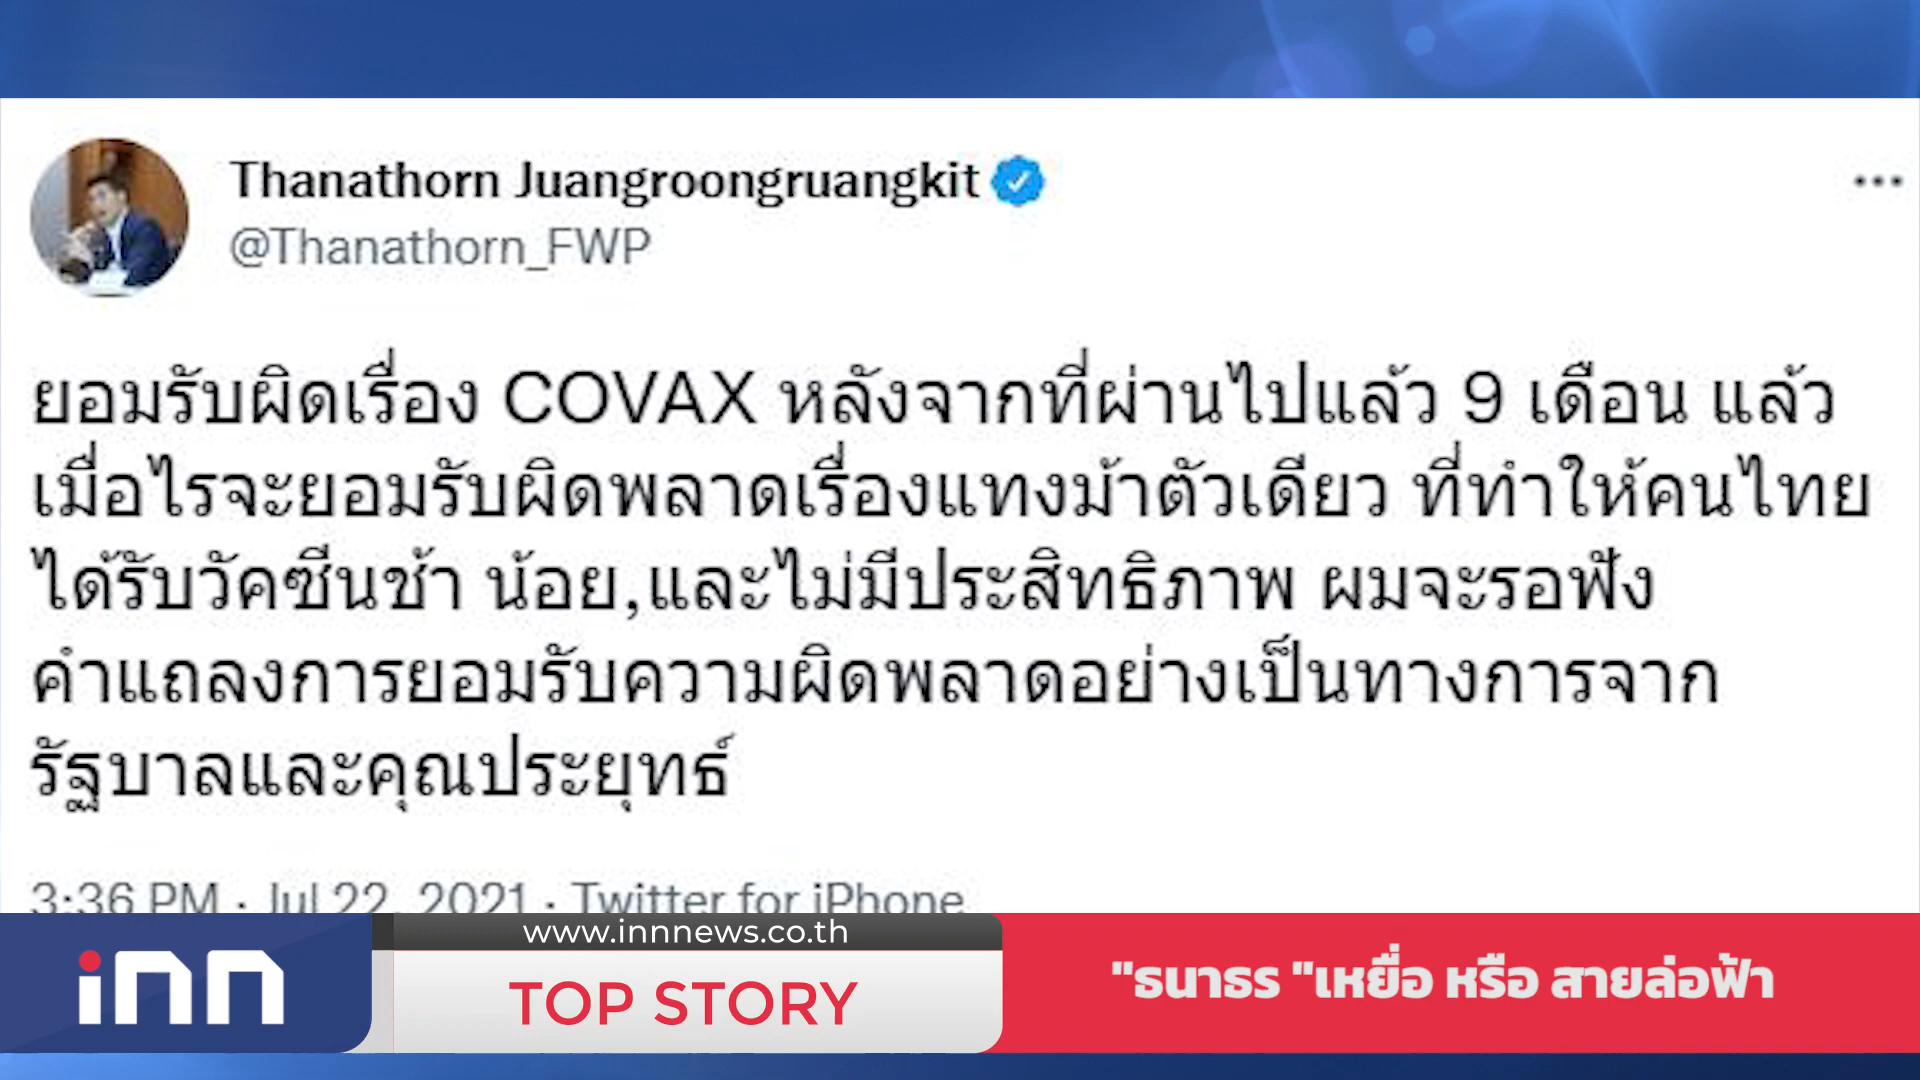 Thanathorn Juangroongruangkit
@Thanathorn_FWP
ยอมรับผิดเรื่อง COVAX หลังจากที่ผ่านไปแล้ว 9 เดือน แล้ว
เมื่อไรจะยอมรับผิดพลาดเรื่องแทงม้าตัวเดียว ที่ทำให้คนไทย
ได้รับวัคซีนช้า น้อย,และไม่มีประสิทธิภาพ ผมจะรอฟัง
คำแถลงการยอมรับความผิดพลาดอย่างเป็นทางการจาก
รัฐบาลและคุณประยุทธ์
3:36 PM · Jul 22, 2021 · Twitter for iPhone
www.innnews.co.th
inn
TOP STORY
"ธนาธร "เหยื่อ หรือ สายล่อฟ้า